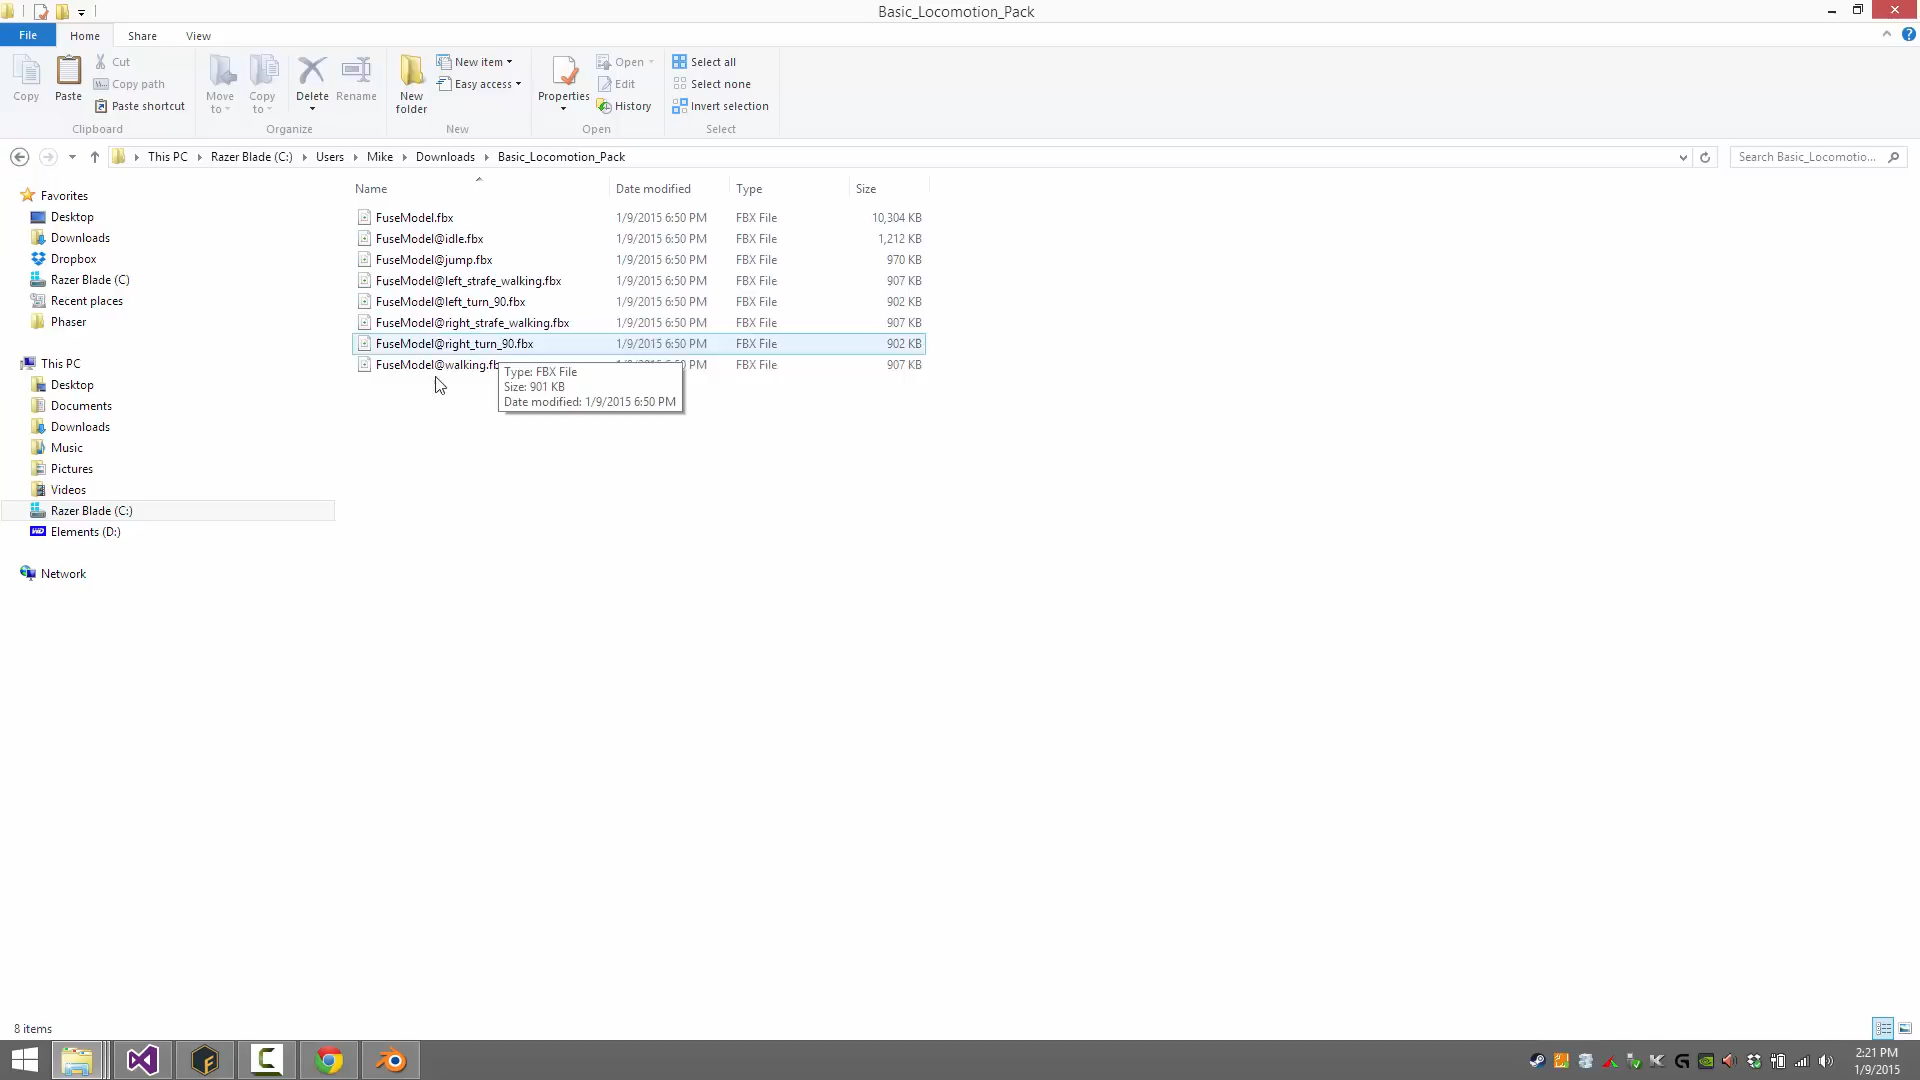 Basic_Locomotion_Pack
File Home Share View
Copy
Paste
Cut
Copy path
Paste shortcut
Clipboard
Move to
Copy to
Delete
Rename
Organize
New folder
New item
Easy access
New
Properties
Open
Edit
History
Open
Select all
Select none
Invert selection
Select
This PC Razer Blade (C:) Users Mike Downloads Basic_Locomotion_Pack
Search Basic_Locomotio...
Favorites
Desktop
Downloads
Dropbox
Razer Blade (C)
Recent places
Phaser
This PC
Desktop
Documents
Downloads
Music
Pictures
Videos
Razer Blade (C:)
Elements (D:)
Network
Name Date modified Type Size
FuseModel.fbx 1/9/2015 6:50 PM FBX File 10,304 KB
FuseModel@idle.fbx 1/9/2015 6:50 PM FBX File 1,212 KB
FuseModel@jump.fbx 1/9/2015 6:50 PM FBX File 970 KB
FuseModel@left_strafe_walking.fbx 1/9/2015 6:50 PM FBX File 907 KB
FuseModel@left_turn_90.fbx 1/9/2015 6:50 PM FBX File 902 KB
FuseModel@right_strafe_walking.fbx 1/9/2015 6:50 PM FBX File 907 KB
FuseModel@right_turn_90.fbx 1/9/2015 6:50 PM FBX File 902 KB
FuseModel@walking.fb 1/9/2015 6:50 PM FBX File 907 KB
Type: FBX File
Size: 901 KB
Date modified: 1/9/2015 6:50 PM
8 items
2:21 PM
1/9/2015